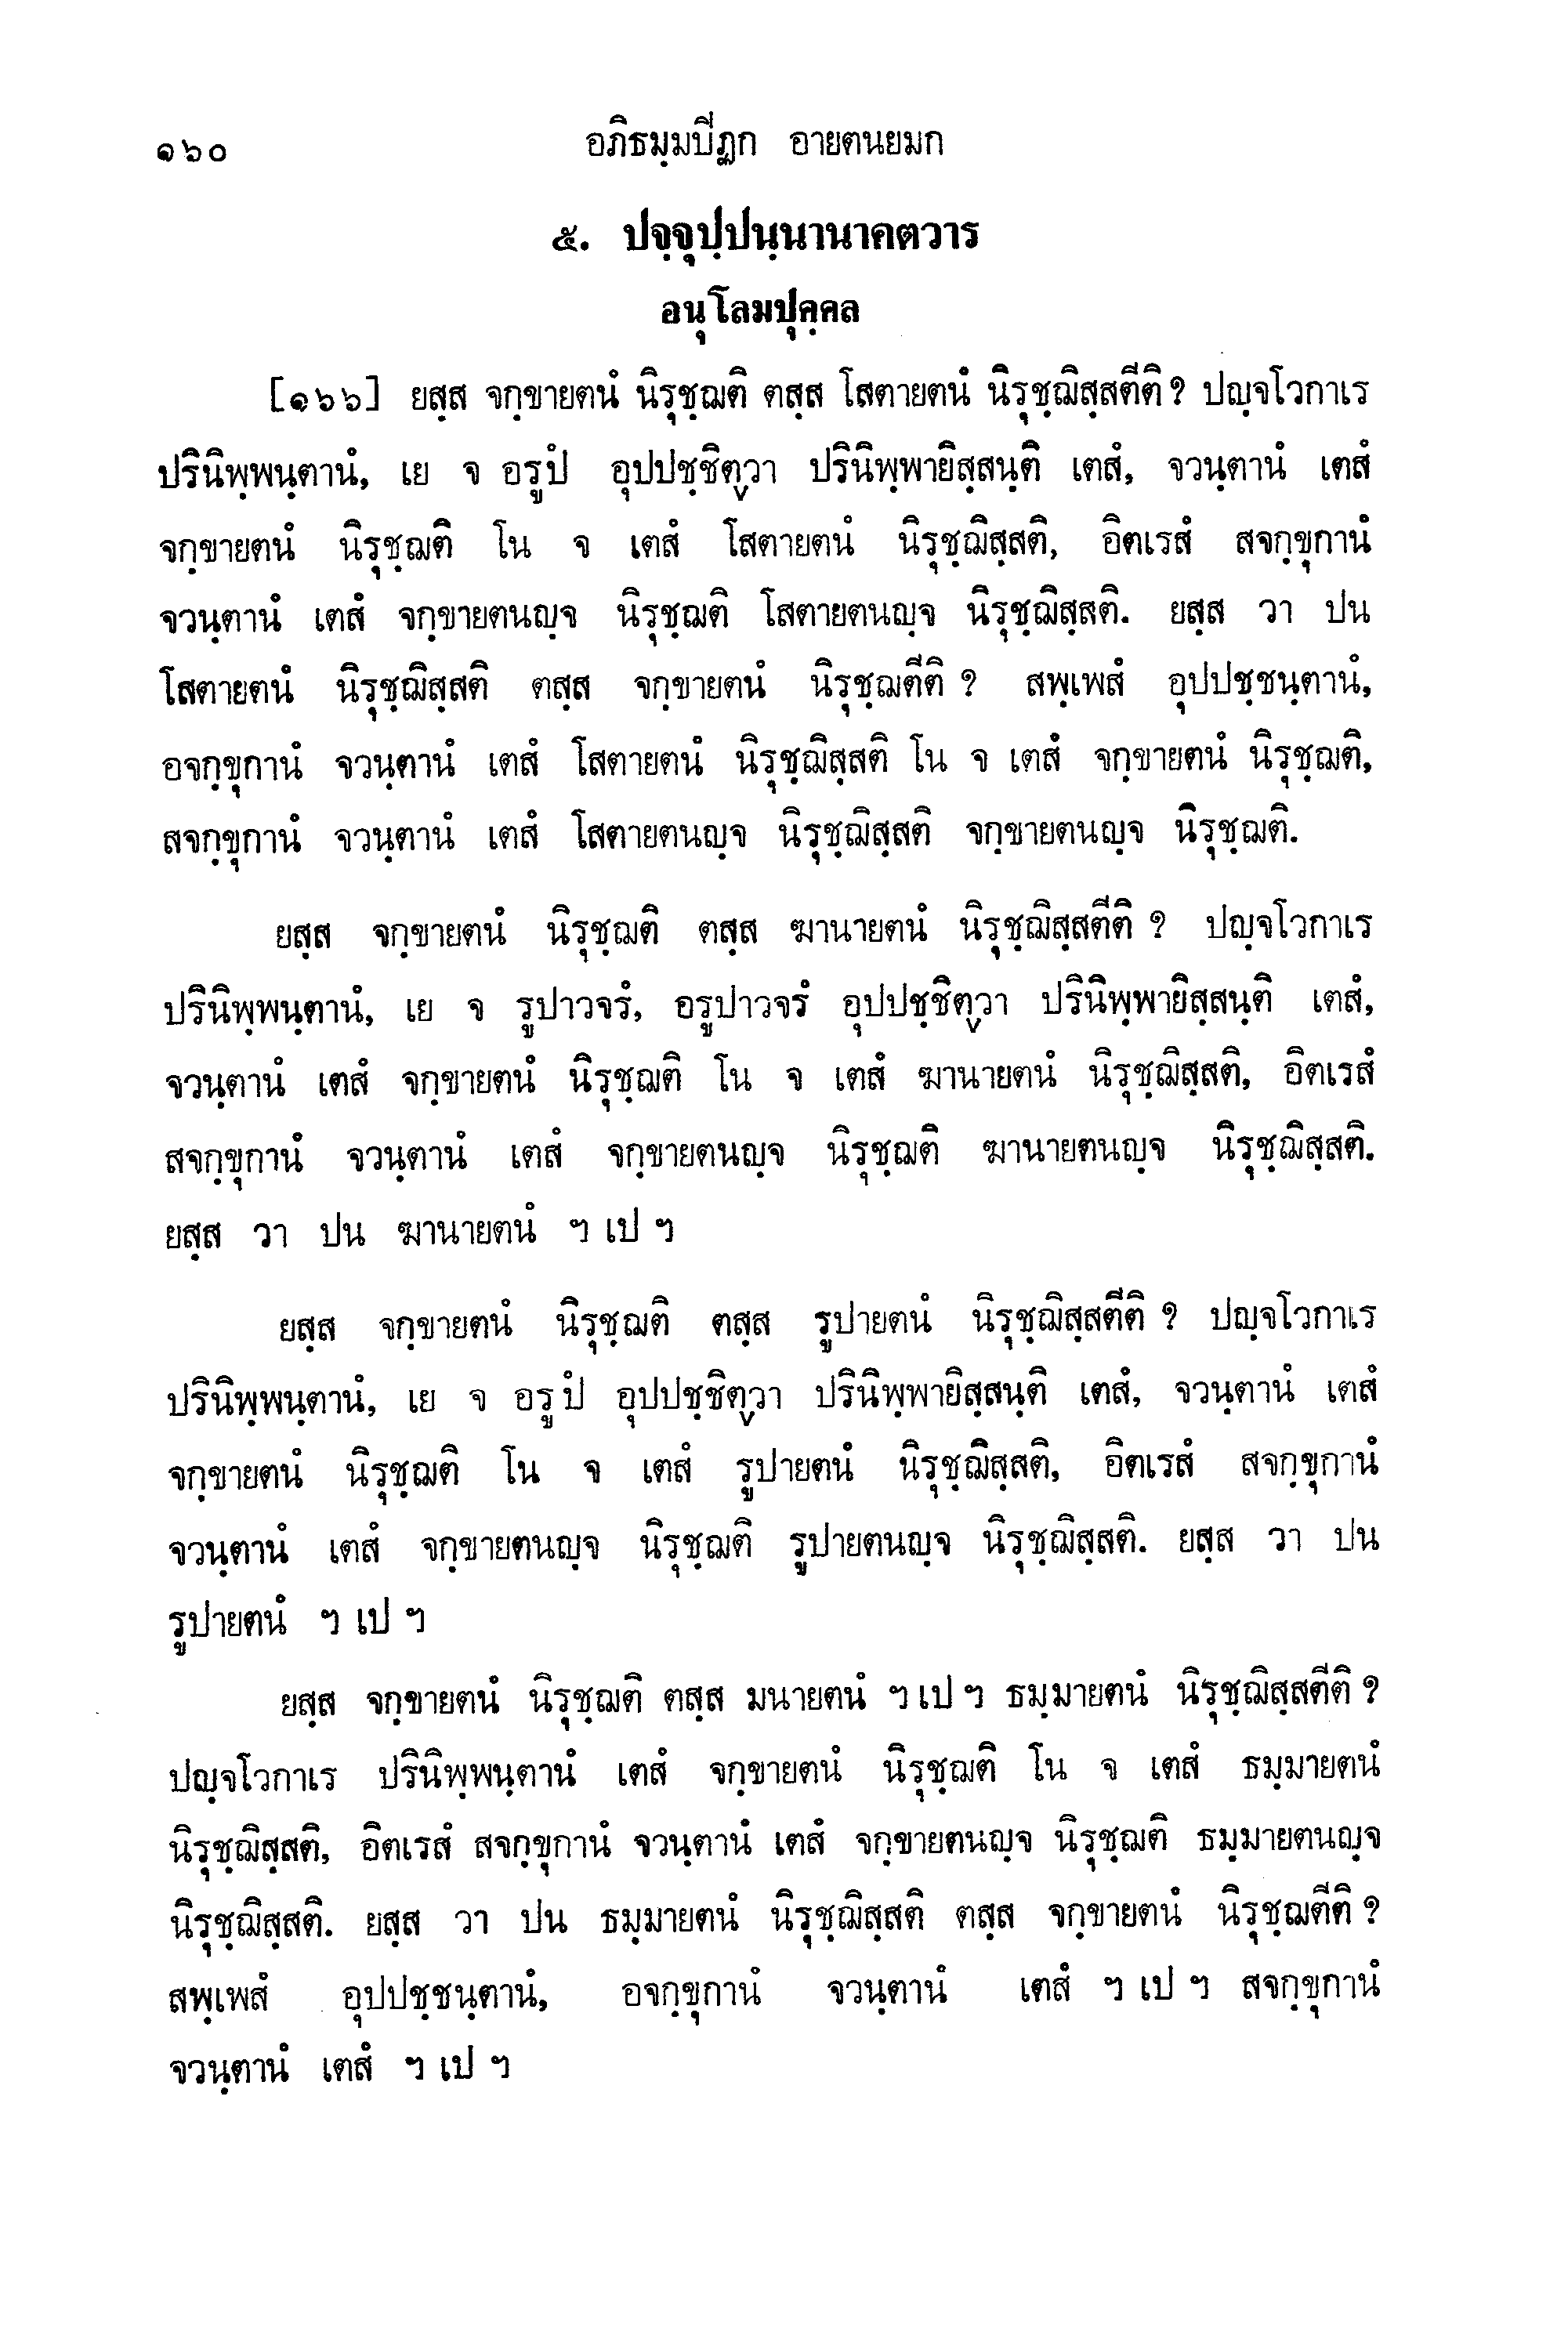 ๑๖๐ อภิธมฺมปิฏก อายตนยมก
๕. ปจฺจุปฺปนฺนานาคตวาร
อนุโลมปุคฺคล
[๑๖๖] ยสฺส จกฺขายตนํ นิรุชฺฌติ ตสฺส โสตายตนํ นิรุชฺฌิสฺสตีติ? ปญฺจโวกาเร
ปรินิพฺพนฺตานํ, เย จ อรูปํ อุปปชฺชิตฺวา ปรินิพฺพายิสฺสนฺติ เตสํ, จวนฺตานํ เตสํ
จกฺขายตนํ นิรุชฺฌติ โน จ เตสํ โสตายตนํ นิรุชฺฌิสฺสติ, อิตเรสํ สจกฺขุกานํ
จวนฺตานํ เตสํ จกฺขายตนญฺจ นิรุชฺฌติ โสตายตนญฺจ นิรุชฺฌิสฺสติ. ยสฺส วา ปน
โสตายตนํ นิรุชฺฌิสฺสติ ตสฺส จกฺขายตนํ นิรุชฺฌตีติ? สพฺเพสํ อุปปชฺชนฺตานํ,
อจกฺขุกานํ จวนฺตานํ เตสํ โสตายตนํ นิรุชฺฌิสฺสติ โน จ เตสํ จกฺขายตนํ นิรุชฺฌติ,
สจกฺขุกานํ จวนฺตานํ เตสํ โสตายตนญฺจ นิรุชฺฌิสฺสติ จกฺขายตนญฺจ นิรุชฺฌติ.
ยสฺส จกฺขายตนํ นิรุชฺฌติ ตสฺส ฆานายตนํ นิรุชฺฌิสฺสตีติ? ปญฺจโวกาเร
ปรินิพฺพนฺตานํ, เย จ รูปาวจรํ, อรูปาวจรํ อุปปชฺชิตฺวา ปรินิพฺพายิสฺสนฺติ เตสํ,
จวนฺตานํ เตสํ จกฺขายตนํ นิรุชฺฌติ โน จ เตสํ ฆานายตนํ นิรุชฺฌิสฺสติ, อิตเรสํ
สจกฺขุกานํ จวนฺตานํ เตสํ จกฺขายตนญฺจ นิรุชฺฌติ ฆานายตนญฺจ นิรุชฺฌิสฺสติ.
ยสฺส วา ปน ฆานายตนํ ฯ เป ฯ
ยสฺส จกฺขายตนํ นิรุชฺฌติ ตสฺส รูปายตนํ นิรุชฺฌิสฺสตีติ? ปญฺจโวกาเร
ปรินิพฺพนฺตานํ, เย จ อรูปํ อุปปชฺชิตฺวา ปรินิพฺพายิสฺสนฺติ เตสํ, จวนฺตานํ เตสํ
จกฺขายตนํ นิรุชฺฌติ โน จ เตสํ รูปายตนํ นิรุชฺฌิสฺสติ, อิตเรสํ สจกฺขุกานํ
จวนฺตานํ เตสํ จกฺขายตนญฺจ นิรุชฺฌติ รูปายตนญฺจ นิรุชฺฌิสฺสติ. ยสฺส วา ปน
รูปายตนํ ฯ เป ฯ
ยสฺส จกฺขายตนํ นิรุชฺฌติ ตสฺส มนายตนํ ฯ เป ฯ ธมฺมายตนํ นิรุชฺฌิสฺสตีติ?
ปญฺจโวกาเร ปรินิพฺพนฺตานํ เตสํ จกฺขายตนํ นิรุชฺฌติ โน จ เตสํ ธมฺมายตนํ
นิรุชฺฌิสฺสติ, อิตเรสํ สจกฺขุกานํ จวนฺตานํ เตสํ จกฺขายตนญฺจ นิรุชฺฌติ ธมฺมายตนญฺจ
นิรุชฺฌิสฺสติ. ยสฺส วา ปน ธมฺมายตนํ นิรุชฺฌิสฺสติ ตสฺส จกฺขายตนํ นิรุชฺฌตีติ?
สพฺเพสํ อุปปชฺชนฺตานํ, อจกฺขุกานํ จวนฺตานํ เตสํ ฯ เป ฯ สจกฺขุกานํ
จวนฺตานํ เตสํ ฯ เป ฯ